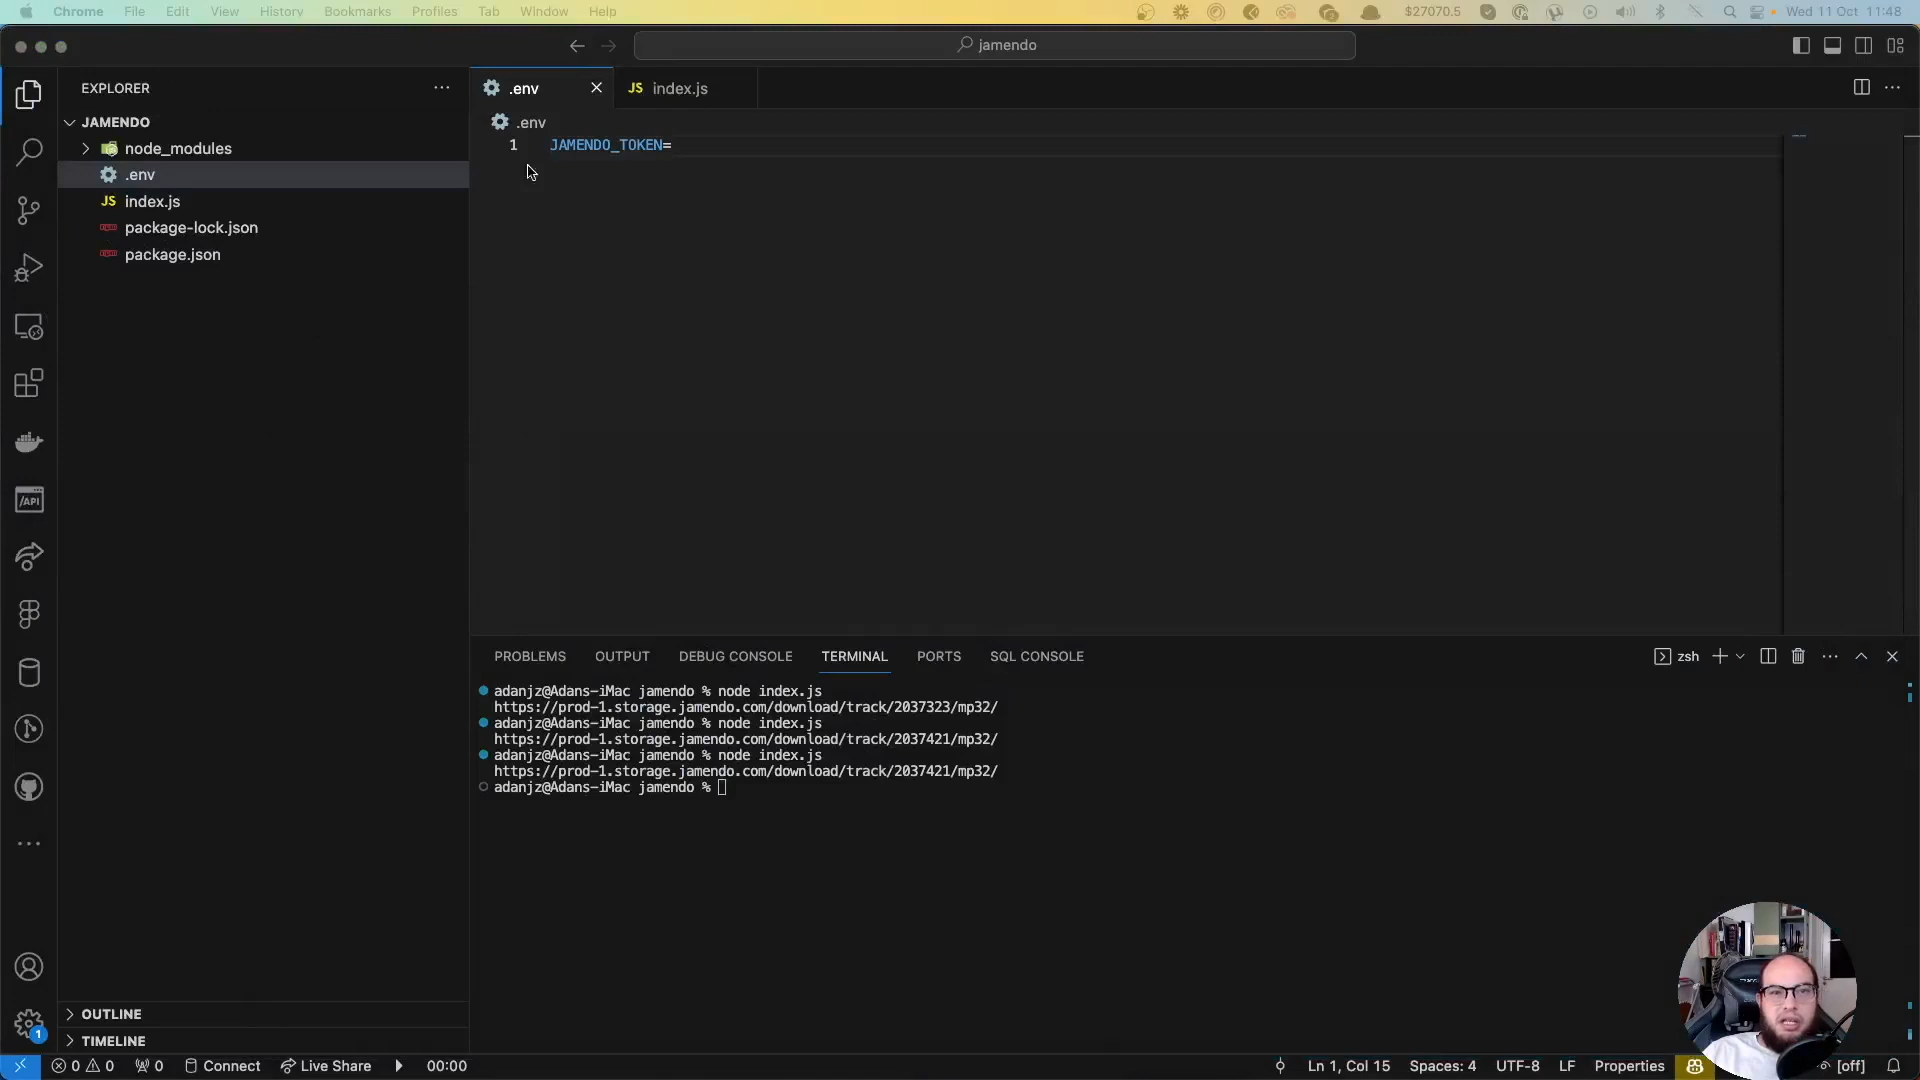 Chrome File Edit View History Bookmarks Profiles Tab Window Help $27070.5 Wed 11 Oct 11:48
jamendo
EXPLORER
.env
JS index.js
JAMENDO
.env
node_modules
1 JAMENDO_TOKEN=
.env
JS index.js
package-lock.json
package.json
/API
PROBLEMS OUTPUT DEBUG CONSOLE TERMINAL PORTS SQL CONSOLE zsh
adanjz@Adans-iMac jamendo % node index.js
https://prod-1.storage.jamendo.com/download/track/2037323/mp32/
adanjz@Adans-iMac jamendo % node index.js
https://prod-1.storage.jamendo.com/download/track/2037421/mp32/
adanjz@Adans-iMac jamendo % node index.js
https://prod-1.storage.jamendo.com/download/track/2037421/mp32/
adanjz@Adans-iMac jamendo %
OUTLINE
1
TIMELINE
0 0 0 Connect Live Share 00:00 Ln 1, Col 15 Spaces: 4 UTF-8 LF Properties [off]